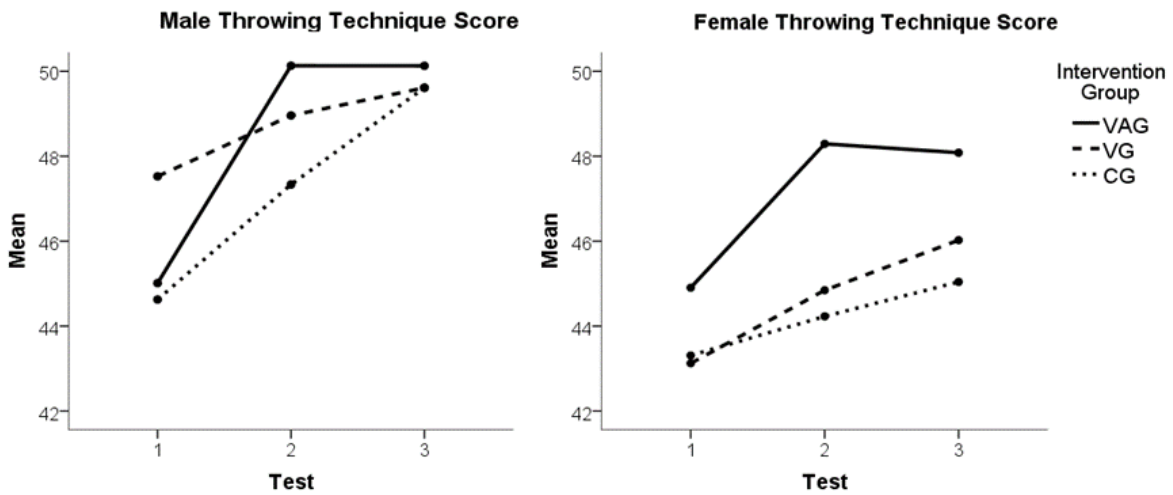 Male Throwing Technique Score
50
48
46
44
42
Mean
1 2 3
Test
Female Throwing Technique Score
50
48
46
44
42
Mean
1 2 3
Test
Intervention
Group
VAG
VG
CG